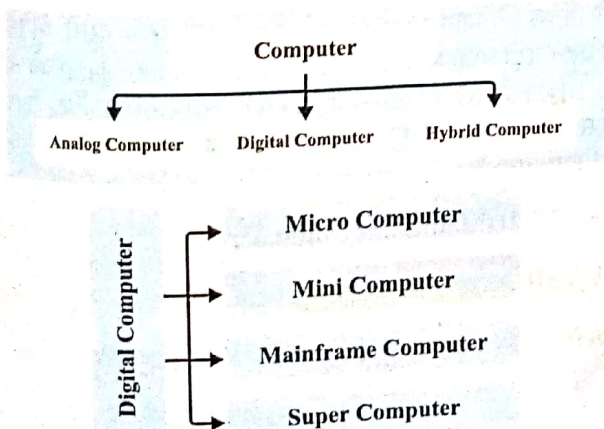 Computer
Analog Computer
Digital Computer
Hybrid Computer
Digital Computer
Micro Computer
Mini Computer
Mainframe Computer
Super Computer